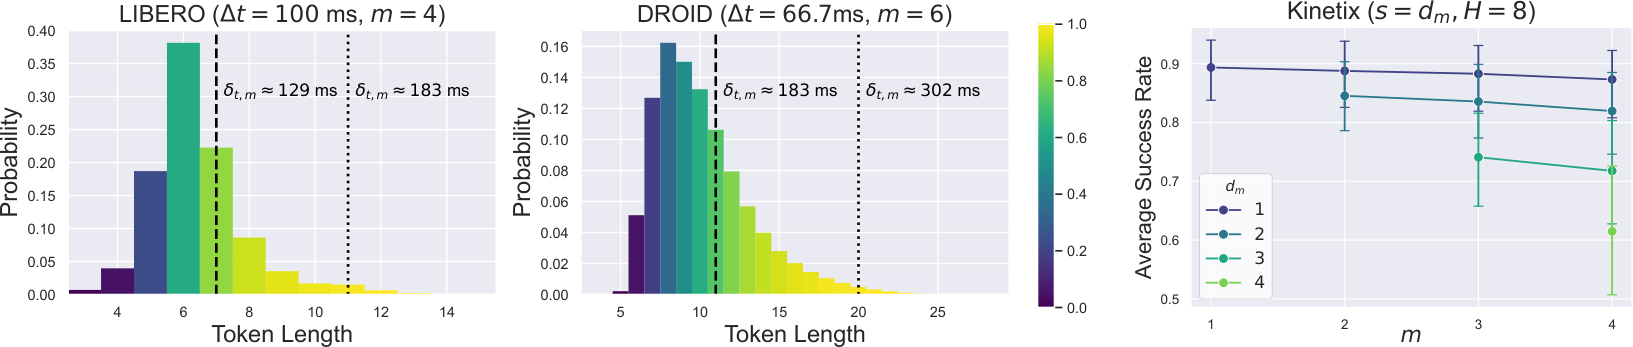 LIBERO (Δt = 100 ms, m = 4)
Probability
0.40
0.35
0.30
0.25
0.20
0.15
0.10
0.05
0.00
δt,m ≈ 129 ms
δt,m ≈ 183 ms
4 6 8 10 12 14
Token Length
DROID (Δt = 66.7ms, m = 6)
Probability
0.16
0.14
0.12
0.10
0.08
0.06
0.04
0.02
0.00
δt,m ≈ 183 ms
δt,m ≈ 302 ms
5 10 15 20 25
Token Length
1.0
0.8
0.6
0.4
0.2
0.0
Kinetix (s = dm, H = 8)
Average Success Rate
0.9
0.8
0.7
0.6
0.5
dm
1
2
3
4
1 2 3 4
m